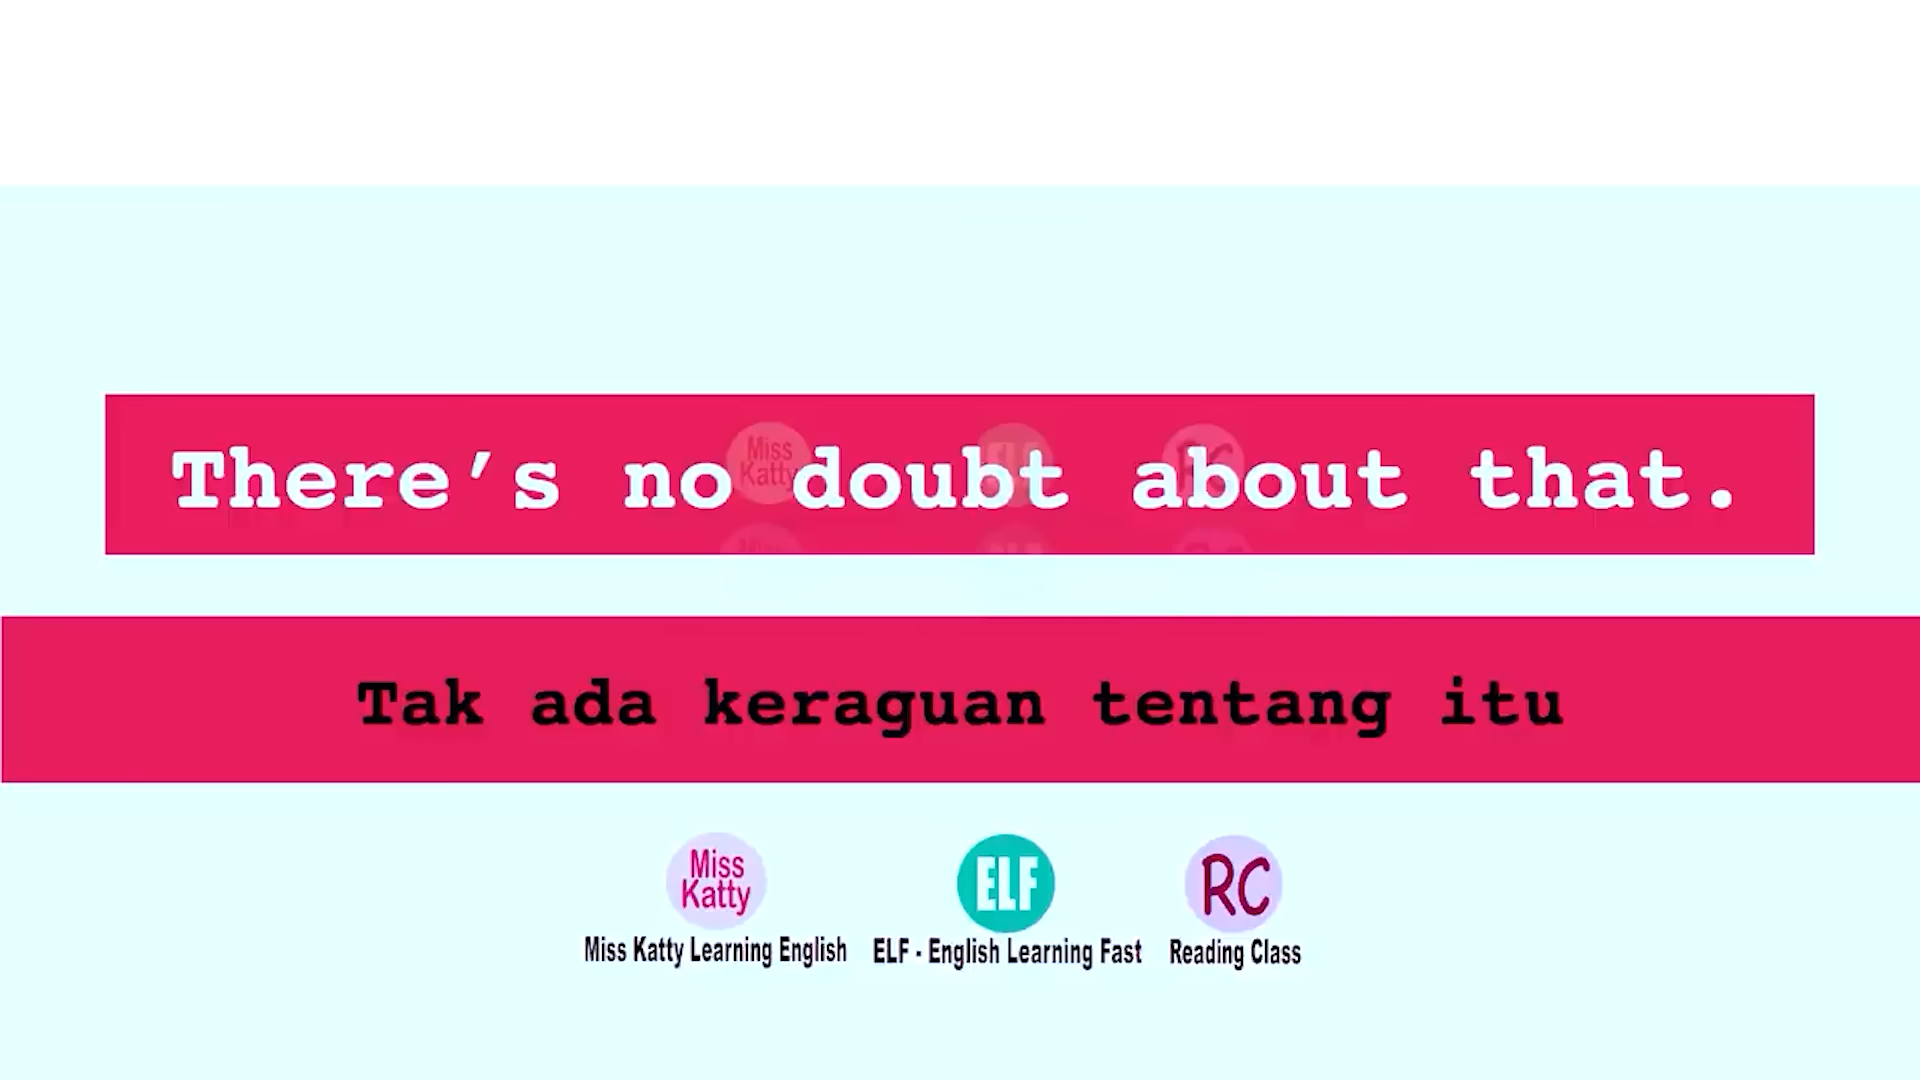 There's no doubt about that.
Tak ada keraguan tentang itu
Miss
Katty
ELF
RC
Miss Katty Learning English
ELF - English Learning Fast
Reading Class